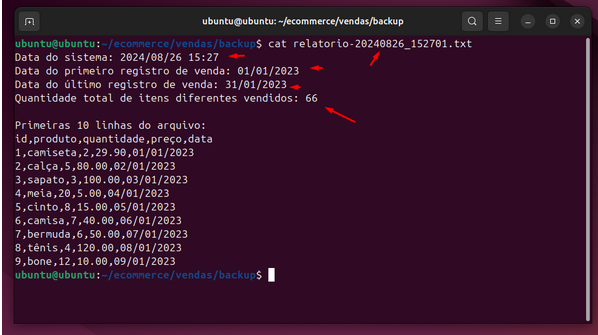 ubuntu@ubuntu: ~/ecommerce/vendas/backup
ubuntu@ubuntu:~/ecommerce/vendas/backup$ cat relatorio-20240826_152701.txt
Data do sistema: 2024/08/26 15:27
Data do primeiro registro de venda: 01/01/2023
Data do último registro de venda: 31/01/2023
Quantidade total de itens diferentes vendidos: 66
Primeiras 10 linhas do arquivo:
id,produto,quantidade,preço,data
1,camiseta,2,29.90,01/01/2023
2,calça,5,80.00,02/01/2023
3,sapato,3,100.00,03/01/2023
4,meia,20,5.00,04/01/2023
5,cinto,8,15.00,05/01/2023
6,camisa,7,40.00,06/01/2023
7,bermuda,6,50.00,07/01/2023
8,tênis,4,120.00,08/01/2023
9,bone,12,10.00,09/01/2023
ubuntu@ubuntu:~/ecommerce/vendas/backup$